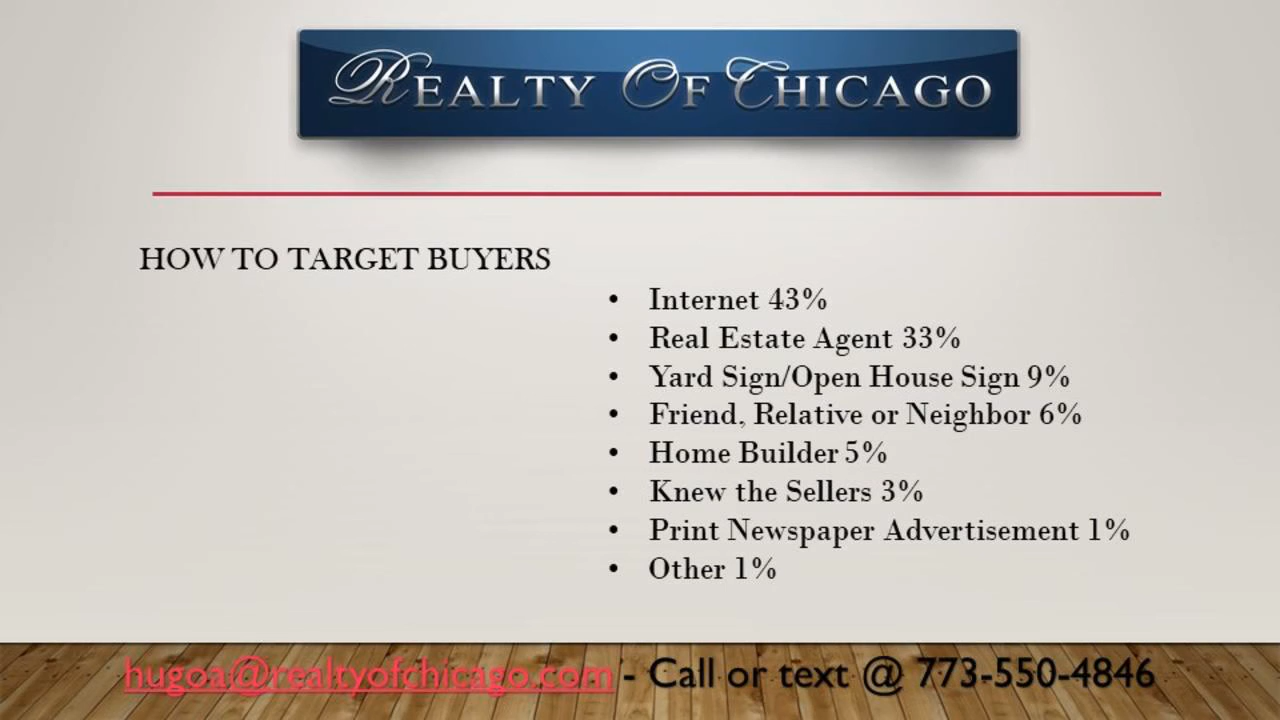 REALTY OF CHICAGO
HOW TO TARGET BUYERS
• Internet 43%
• Real Estate Agent 33%
• Yard Sign/Open House Sign 9%
• Friend, Relative or Neighbor 6%
• Home Builder 5%
• Knew the Sellers 3%
• Print Newspaper Advertisement 1%
• Other 1%
hugoa@realtyofchicago.com - Call or text @ 773-550-4846